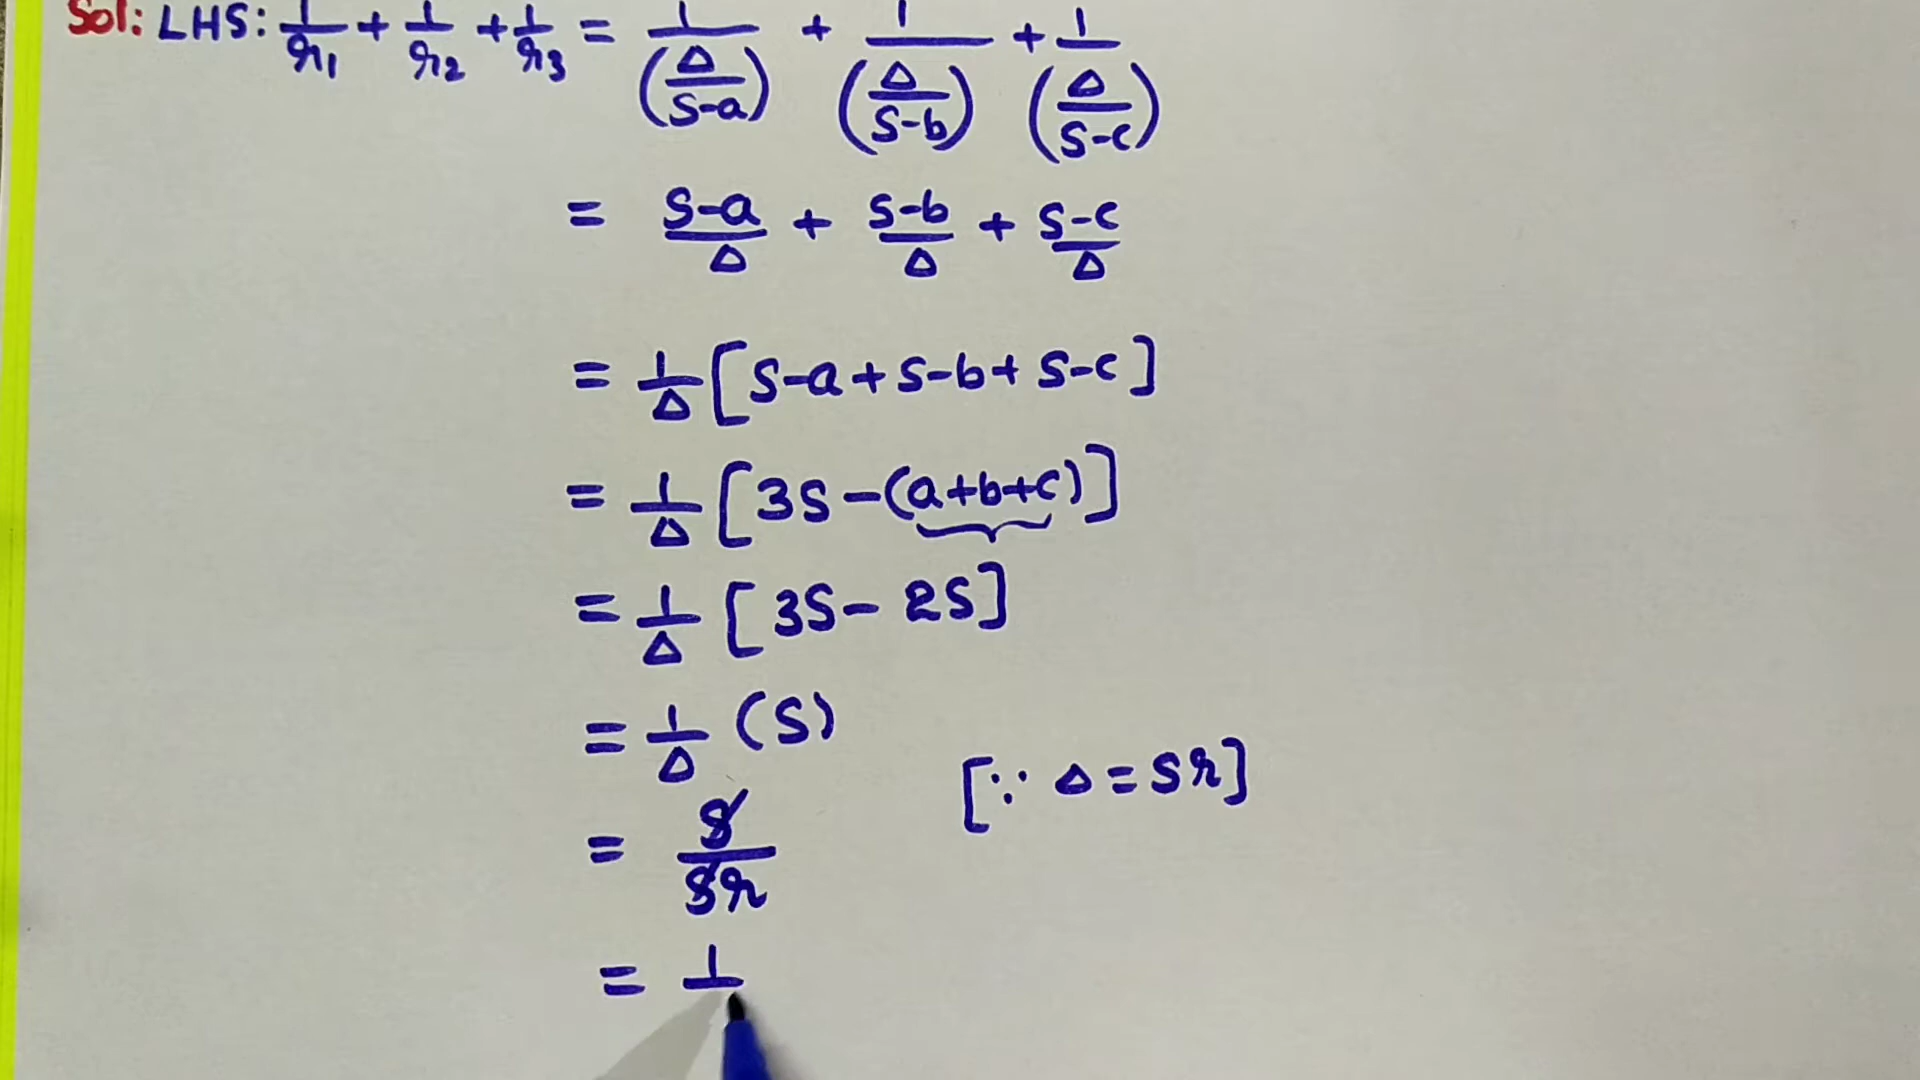 Sol: LHS: 1/r₁ + 1/r₂ + 1/r₃ = 1/(Δ/(S-a)) + 1/(Δ/(S-b)) + 1/(Δ/(S-c))
= (S-a)/Δ + (S-b)/Δ + (S-c)/Δ
= 1/Δ [S-a+S-b+S-c]
= 1/Δ [3S-(a+b+c)]
= 1/Δ [3S-2S]
= 1/Δ (S)
[∵ Δ=Sr]
= S/Sr
= 1/